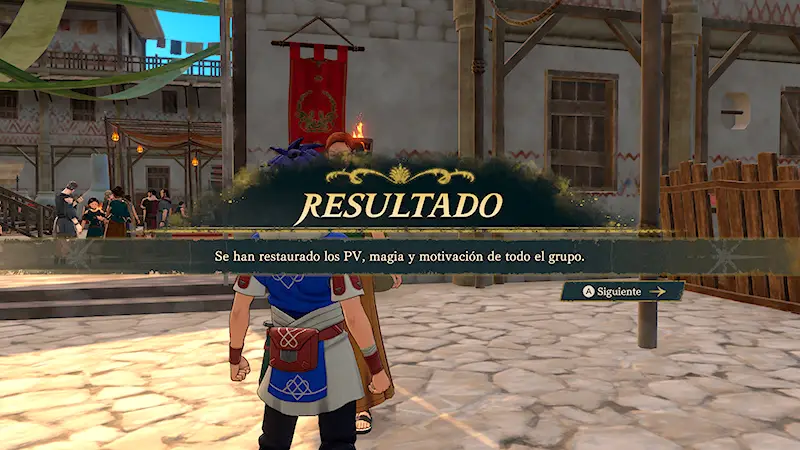 RESULTADO
Se han restaurado los PV, magia y motivación de todo el grupo.
A Siguiente